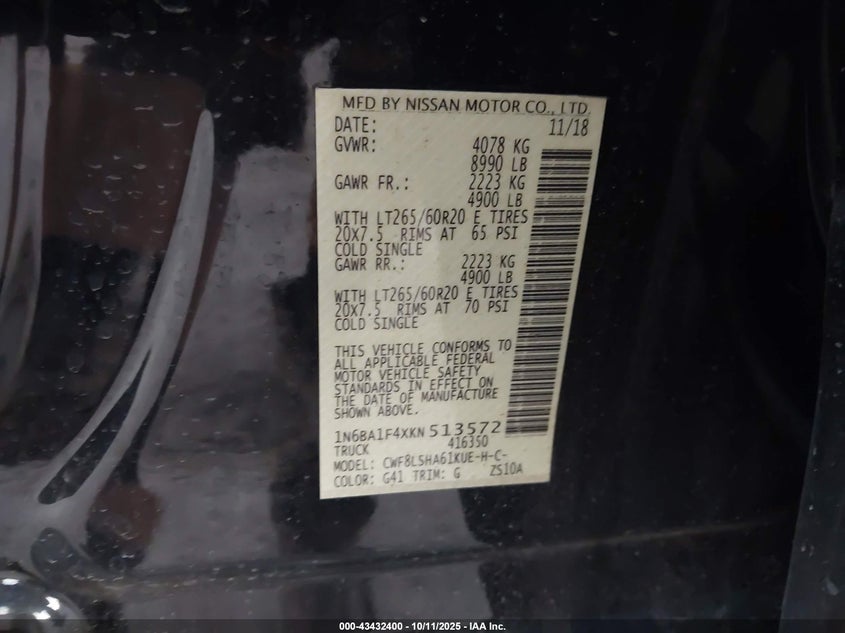 MFD BY NISSAN MOTOR CO., LTD.
DATE: 11/18
GVWR: 4078 KG
8990 LB
GAWR FR.: 2223 KG
4900 LB
WITH LT265/60R20 E TIRES
20X7.5 RIMS AT 65 PSI
COLD SINGLE
GAWR RR.: 2223 KG
4900 LB
WITH LT265/60R20 E TIRES
20X7.5 RIMS AT 70 PSI
COLD SINGLE
THIS VEHICLE CONFORMS TO
ALL APPLICABLE FEDERAL
MOTOR VEHICLE SAFETY
STANDARDS IN EFFECT ON
THE DATE OF MANUFACTURE
SHOWN ABOVE.
1N6BA1F4XKN513572
TRUCK 416350
MODEL: CWF8LSHA61KUE-H-C-
COLOR: G41 TRIM: G ZS10A
000-43432400 - 10/11/2025 - IAA Inc.